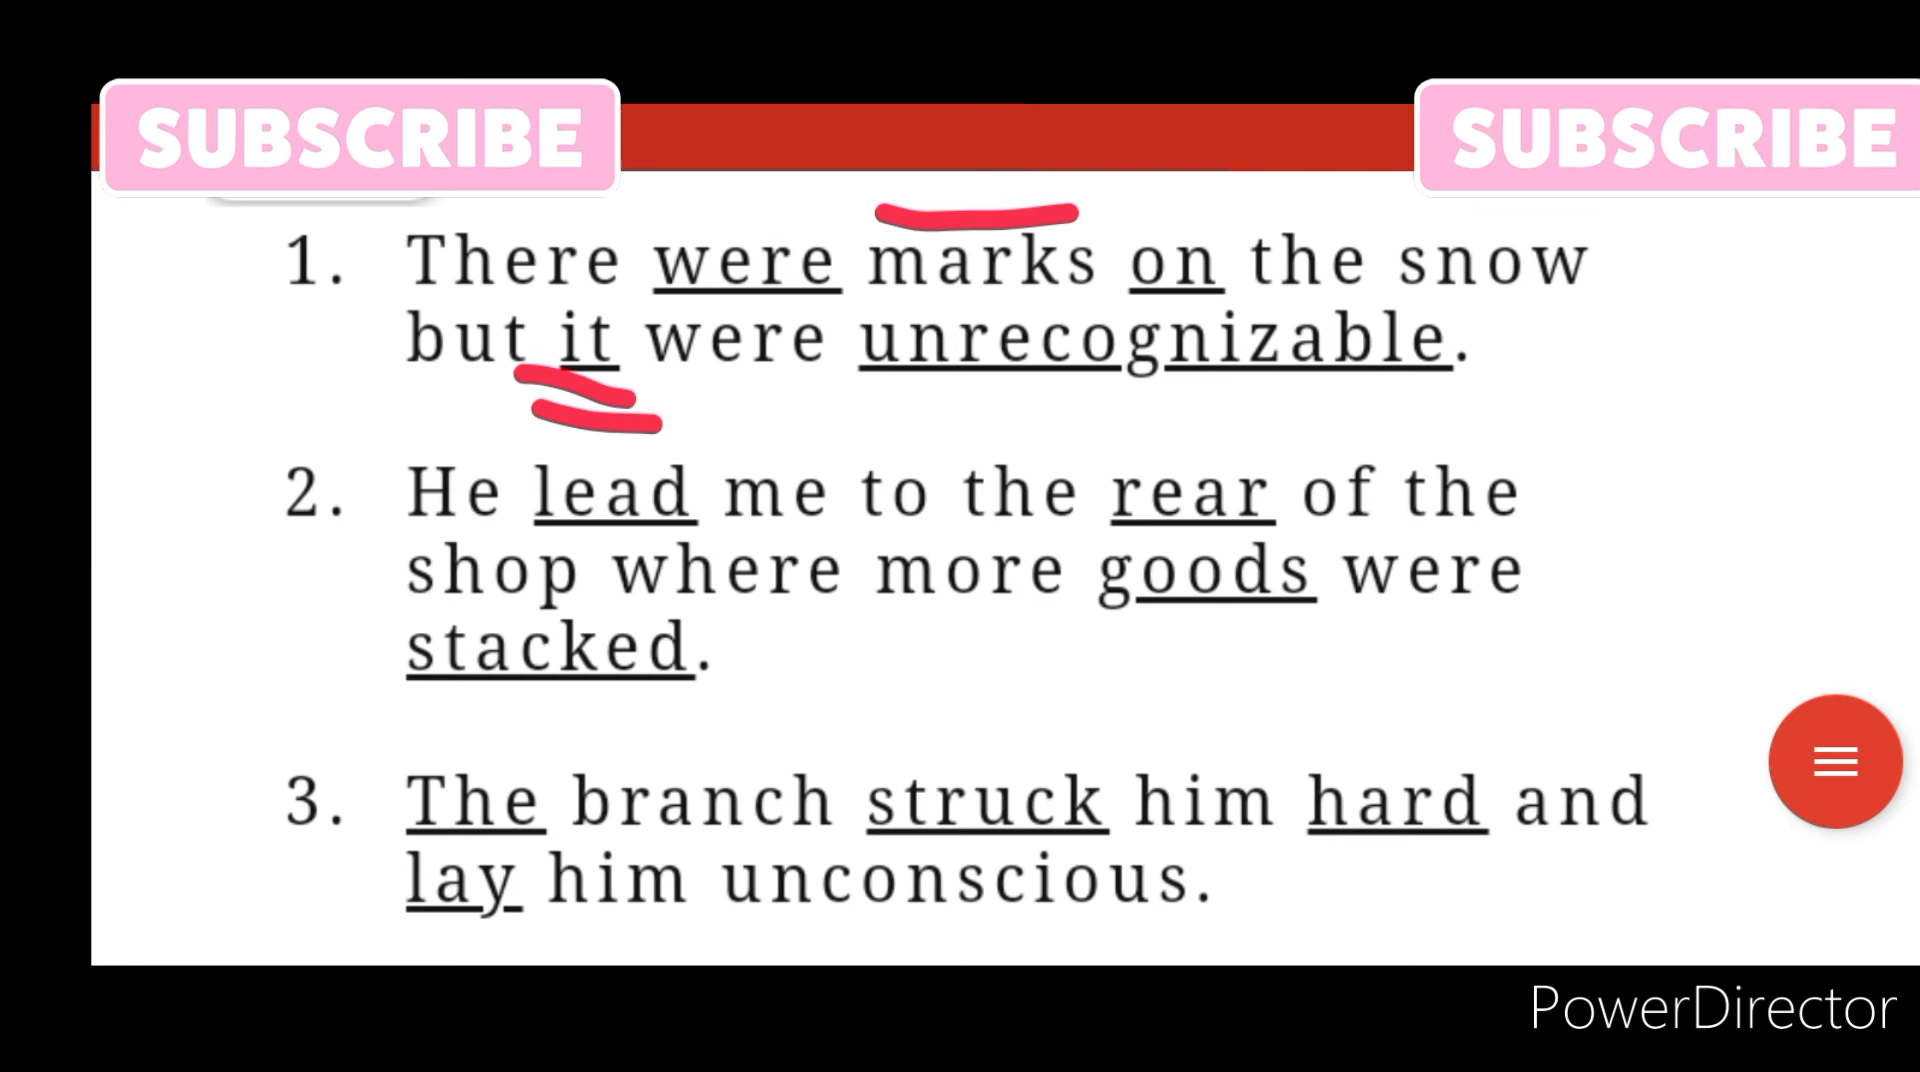 SUBSCRIBE SUBSCRIBE
1. There were marks on the snow
but it were unrecognizable.
2. He lead me to the rear of the
shop where more goods were
stacked.
3. The branch struck him hard and
lay him unconscious.
PowerDirector